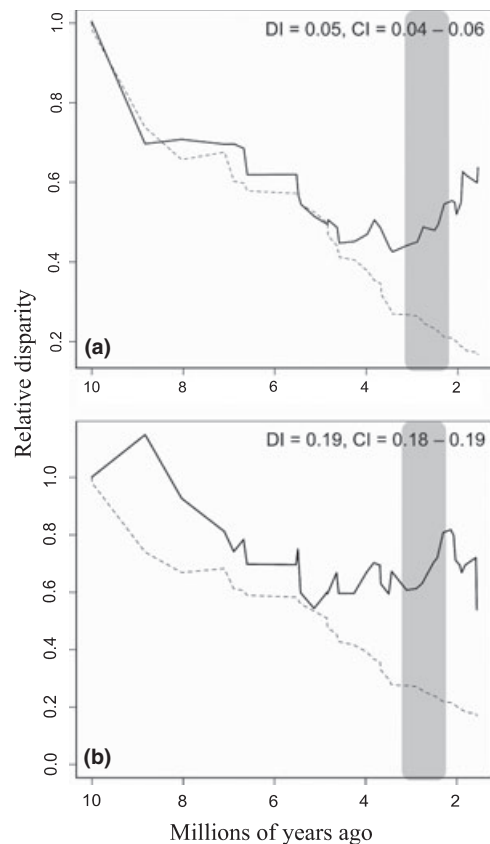 DI = 0.05, CI = 0.04 – 0.06
1.0
0.8
0.6
0.4
0.2
(a)
10 8 6 4 2
Relative disparity
DI = 0.19, CI = 0.18 – 0.19
1.0
0.8
0.6
0.4
0.2
0.0
(b)
10 8 6 4 2
Millions of years ago